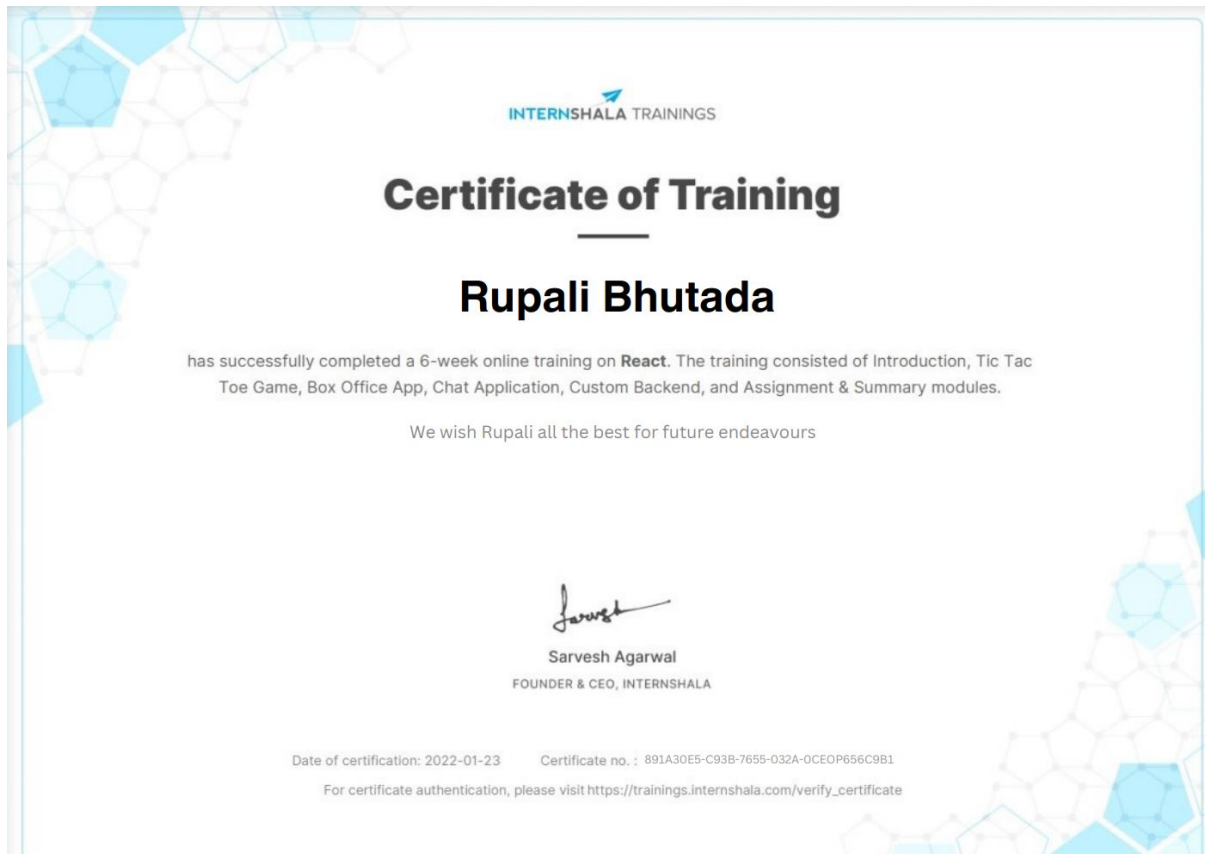 INTERNSHALA TRAININGS
Certificate of Training
Rupali Bhutada
has successfully completed a 6-week online training on React. The training consisted of Introduction, Tic Tac
Toe Game, Box Office App, Chat Application, Custom Backend, and Assignment & Summary modules.
We wish Rupali all the best for future endeavours
Sarvesh Agarwal
FOUNDER & CEO, INTERNSHALA
Date of certification: 2022-01-23 Certificate no. : 891A30E5-C93B-7655-032A-0CEOP656C9B1
For certificate authentication, please visit https://trainings.internshala.com/verify_certificate